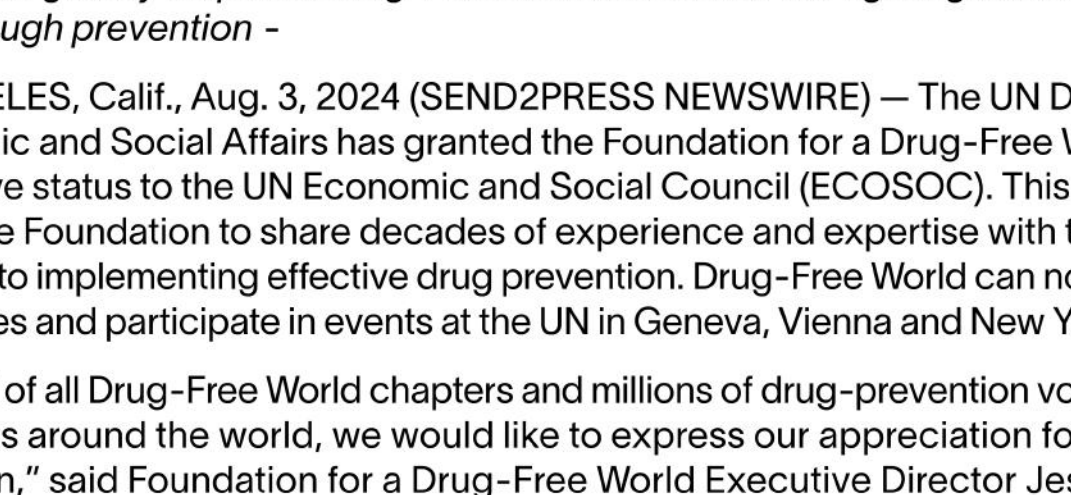 ugh prevention -
ELES, Calif., Aug. 3, 2024 (SEND2PRESS NEWSWIRE) — The UN D
ic and Social Affairs has granted the Foundation for a Drug-Free W
ve status to the UN Economic and Social Council (ECOSOC). This
e Foundation to share decades of experience and expertise with t
to implementing effective drug prevention. Drug-Free World can no
es and participate in events at the UN in Geneva, Vienna and New Y
of all Drug-Free World chapters and millions of drug-prevention vo
s around the world, we would like to express our appreciation fo
n,” said Foundation for a Drug-Free World Executive Director Jes